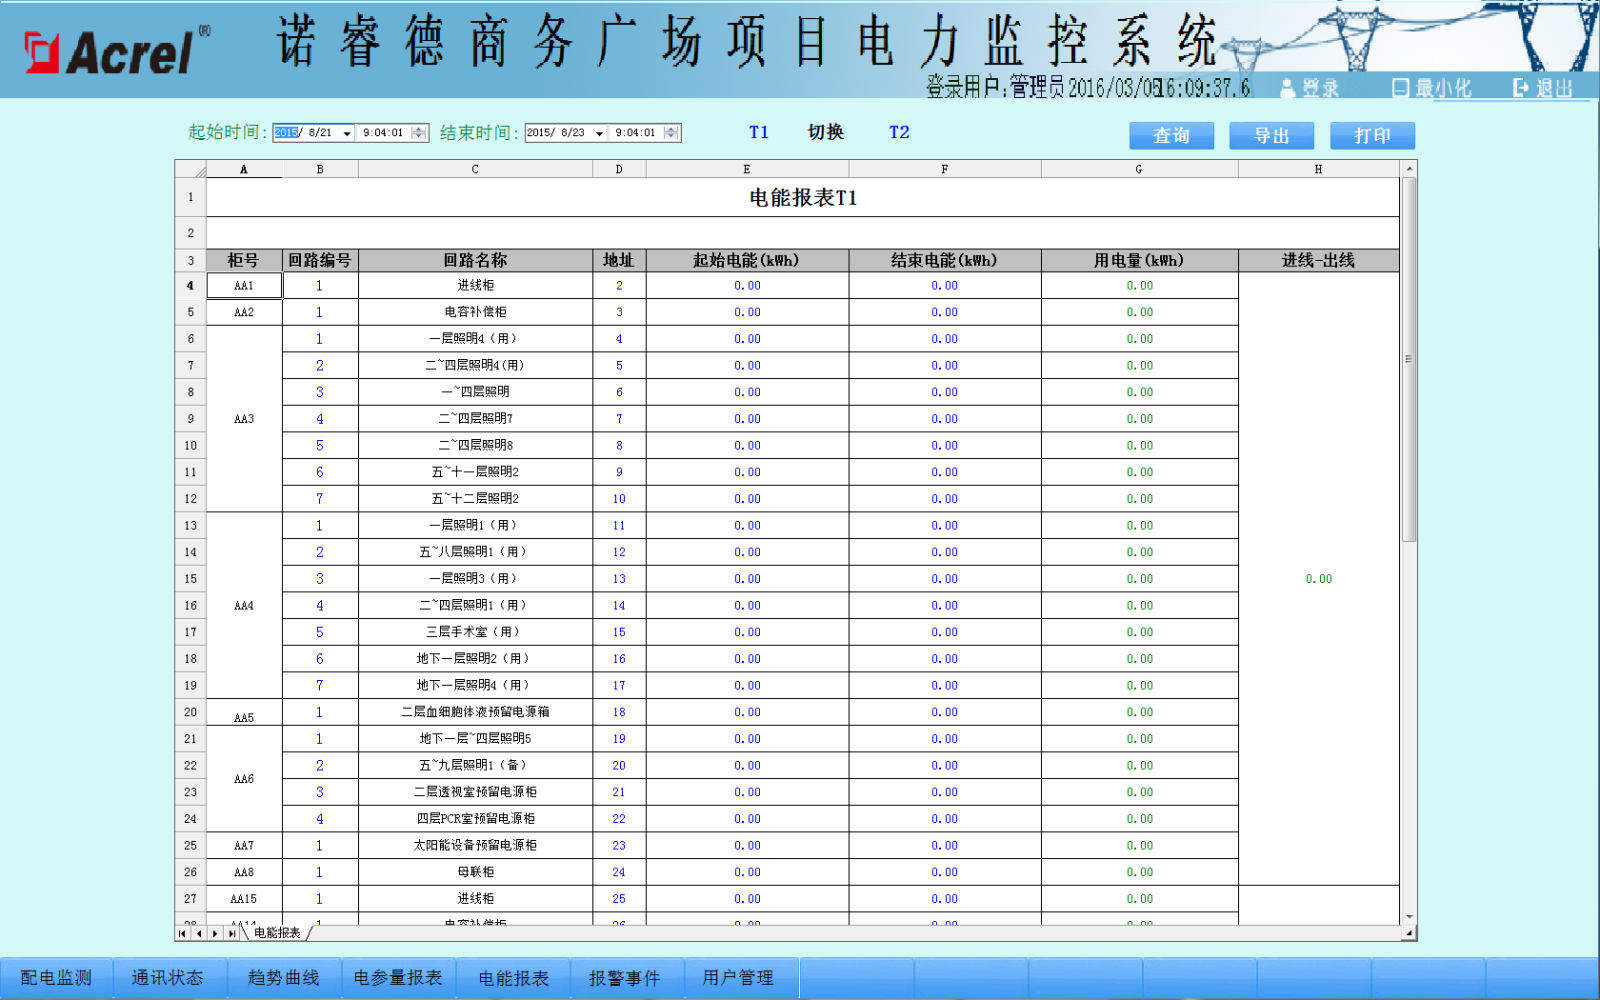 Acrel®
诺睿德商务广场项目电力监控系统
登录用户:管理员 2016/03/05 16:09:37.6 登录 最小化 退出
起始时间: 2015/ 8/21 9:04:01 结束时间: 2015/ 8/23 9:04:01 T1 切换 T2 查询 导出 打印
A B C D E F G H
1 电能报表T1
2
3 柜号 回路编号 回路名称 地址 起始电能(kWh) 结束电能(kWh) 用电量(kWh) 进线-出线
4 AA1 1 进线柜 2 0.00 0.00 0.00
5 AA2 1 电容补偿柜 3 0.00 0.00 0.00
6 1 一层照明4（用） 4 0.00 0.00 0.00
7 2 二~四层照明4(用) 5 0.00 0.00 0.00
8 3 一~四层照明 6 0.00 0.00 0.00
9 AA3 4 二~四层照明7 7 0.00 0.00 0.00
10 5 二~四层照明8 8 0.00 0.00 0.00
11 6 五~十一层照明2 9 0.00 0.00 0.00
12 7 五~十二层照明2 10 0.00 0.00 0.00
13 1 一层照明1（用） 11 0.00 0.00 0.00
14 2 五~八层照明1（用） 12 0.00 0.00 0.00
15 3 一层照明3（用） 13 0.00 0.00 0.00 0.00
16 AA4 4 二~四层照明1（用） 14 0.00 0.00 0.00
17 5 三层手术室（用） 15 0.00 0.00 0.00
18 6 地下一层照明2（用） 16 0.00 0.00 0.00
19 7 地下一层照明4（用） 17 0.00 0.00 0.00
20 AA5 1 二层血细胞体液预留电源箱 18 0.00 0.00 0.00
21 1 地下一层~四层照明5 19 0.00 0.00 0.00
22 AA6 2 五~九层照明1（备） 20 0.00 0.00 0.00
23 3 二层透视室预留电源柜 21 0.00 0.00 0.00
24 4 四层PCR室预留电源柜 22 0.00 0.00 0.00
25 AA7 1 太阳能设备预留电源柜 23 0.00 0.00 0.00
26 AA8 1 母联柜 24 0.00 0.00 0.00
27 AA15 1 进线柜 25 0.00 0.00 0.00
28 AA14 1 电容补偿柜 26 0.00 0.00 0.00
电能报表
配电监测 通讯状态 趋势曲线 电参量报表 电能报表 报警事件 用户管理